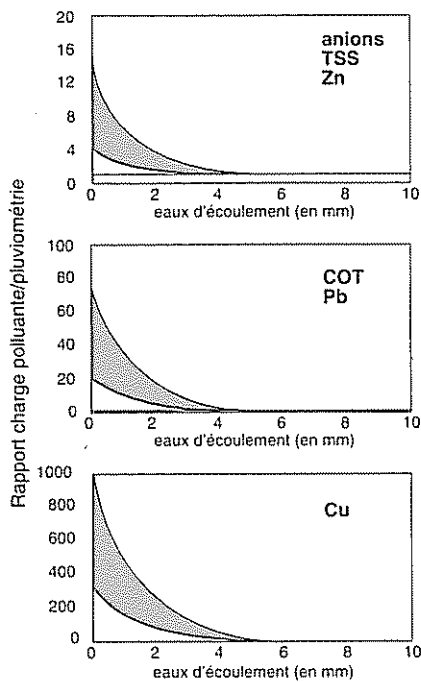 Rapport charge polluante/pluviométrie
20
16
12
8
4
0
anions
TSS
Zn
0 2 4 6 8 10
eaux d'écoulement (en mm)
100
80
60
40
20
0
COT
Pb
0 2 4 6 8 10
eaux d'écoulement (en mm)
1000
800
600
400
200
0
Cu
0 2 4 6 8 10
eaux d'écoulement (en mm)